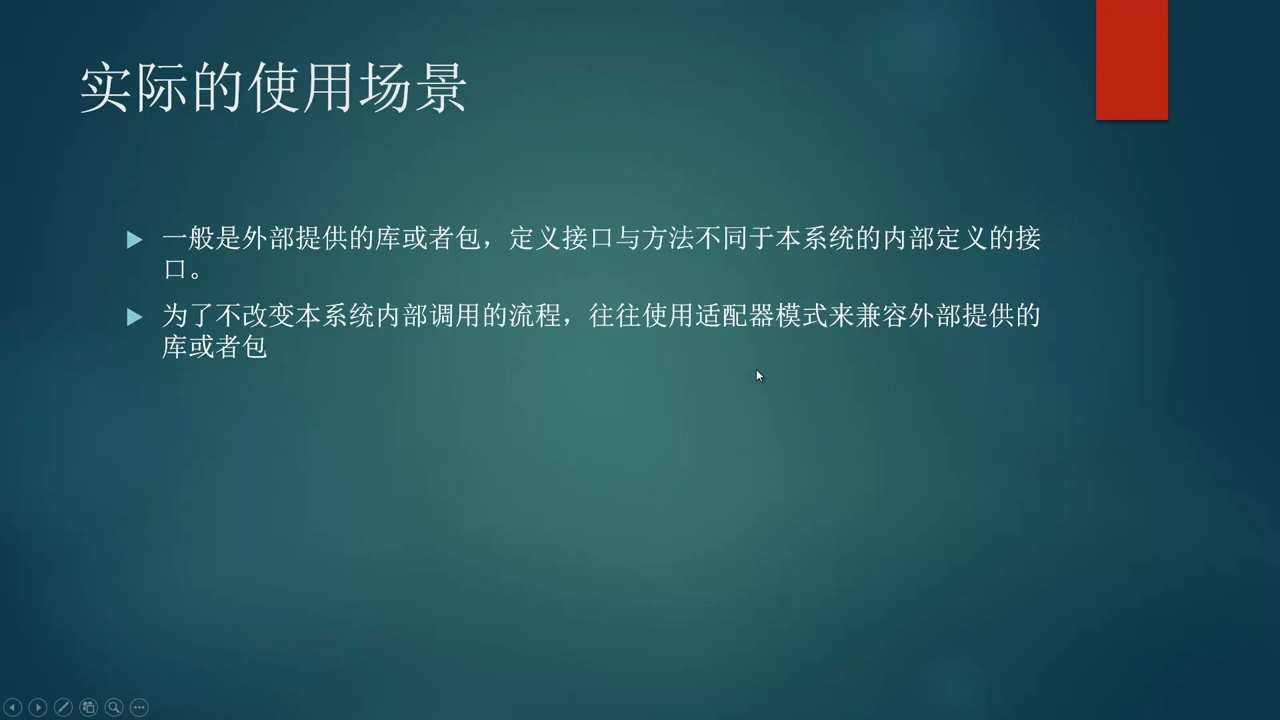 实际的使用场景
一般是外部提供的库或者包，定义接口与方法不同于本系统的内部定义的接
口。
为了不改变本系统内部调用的流程，往往使用适配器模式来兼容外部提供的
库或者包